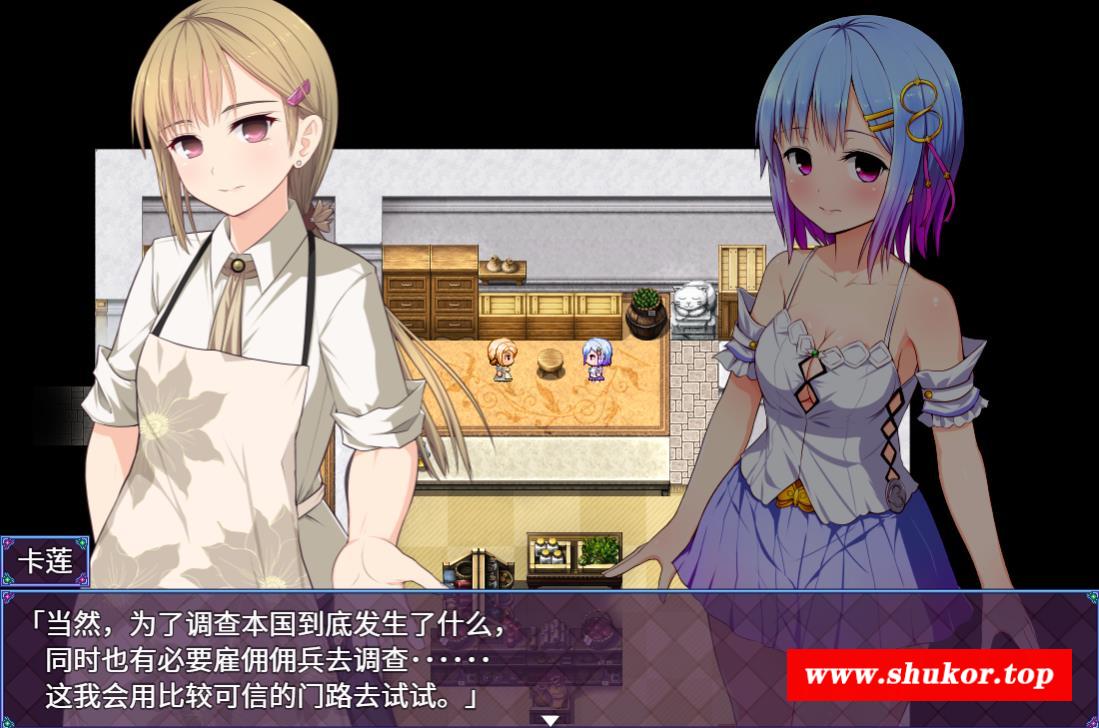 卡莲
「当然，为了调查本国到底发生了什么，
同时也有必要雇佣佣兵去调查······
这我会用比较可信的门路去试试。」
www.shukor.top